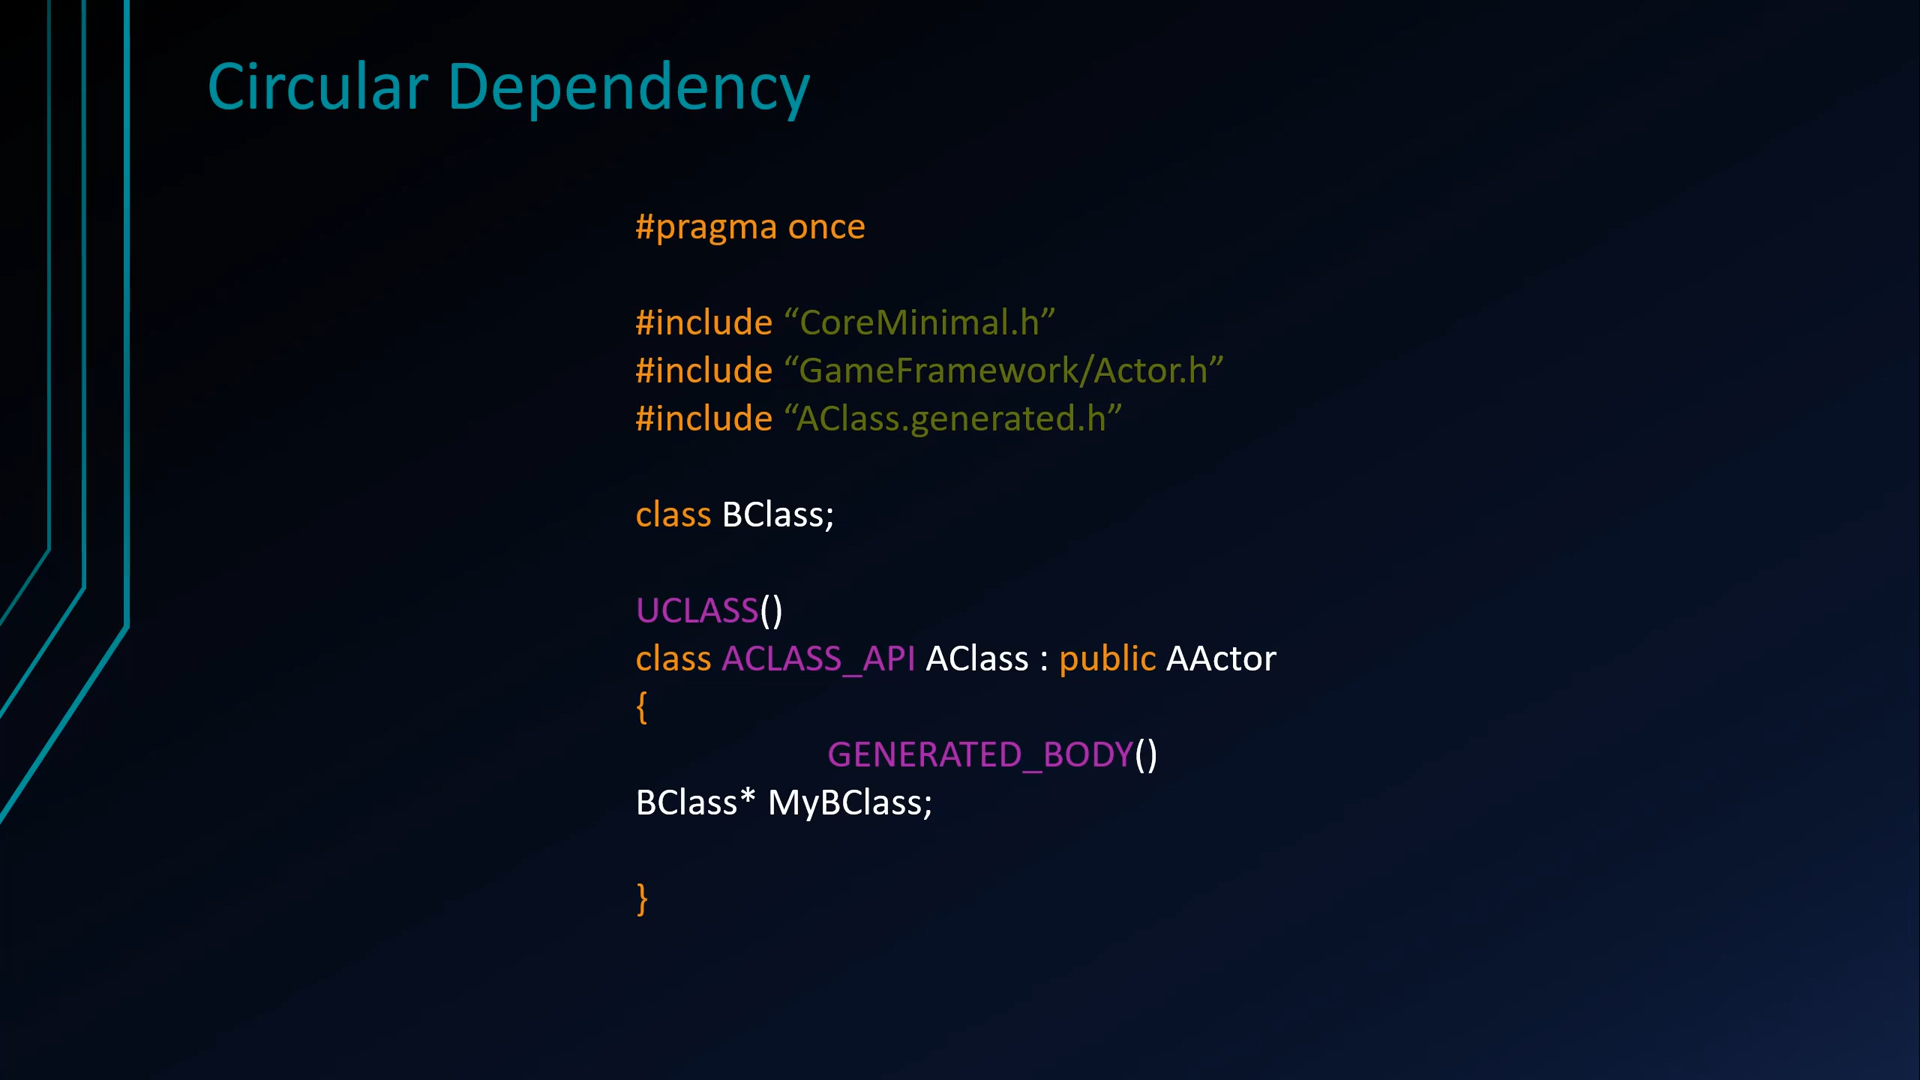 Circular Dependency
#pragma once
#include “CoreMinimal.h”
#include “GameFramework/Actor.h”
#include “AClass.generated.h”
class BClass;
UCLASS()
class ACLASS_API AClass : public AActor
{
GENERATED_BODY()
BClass* MyBClass;
}